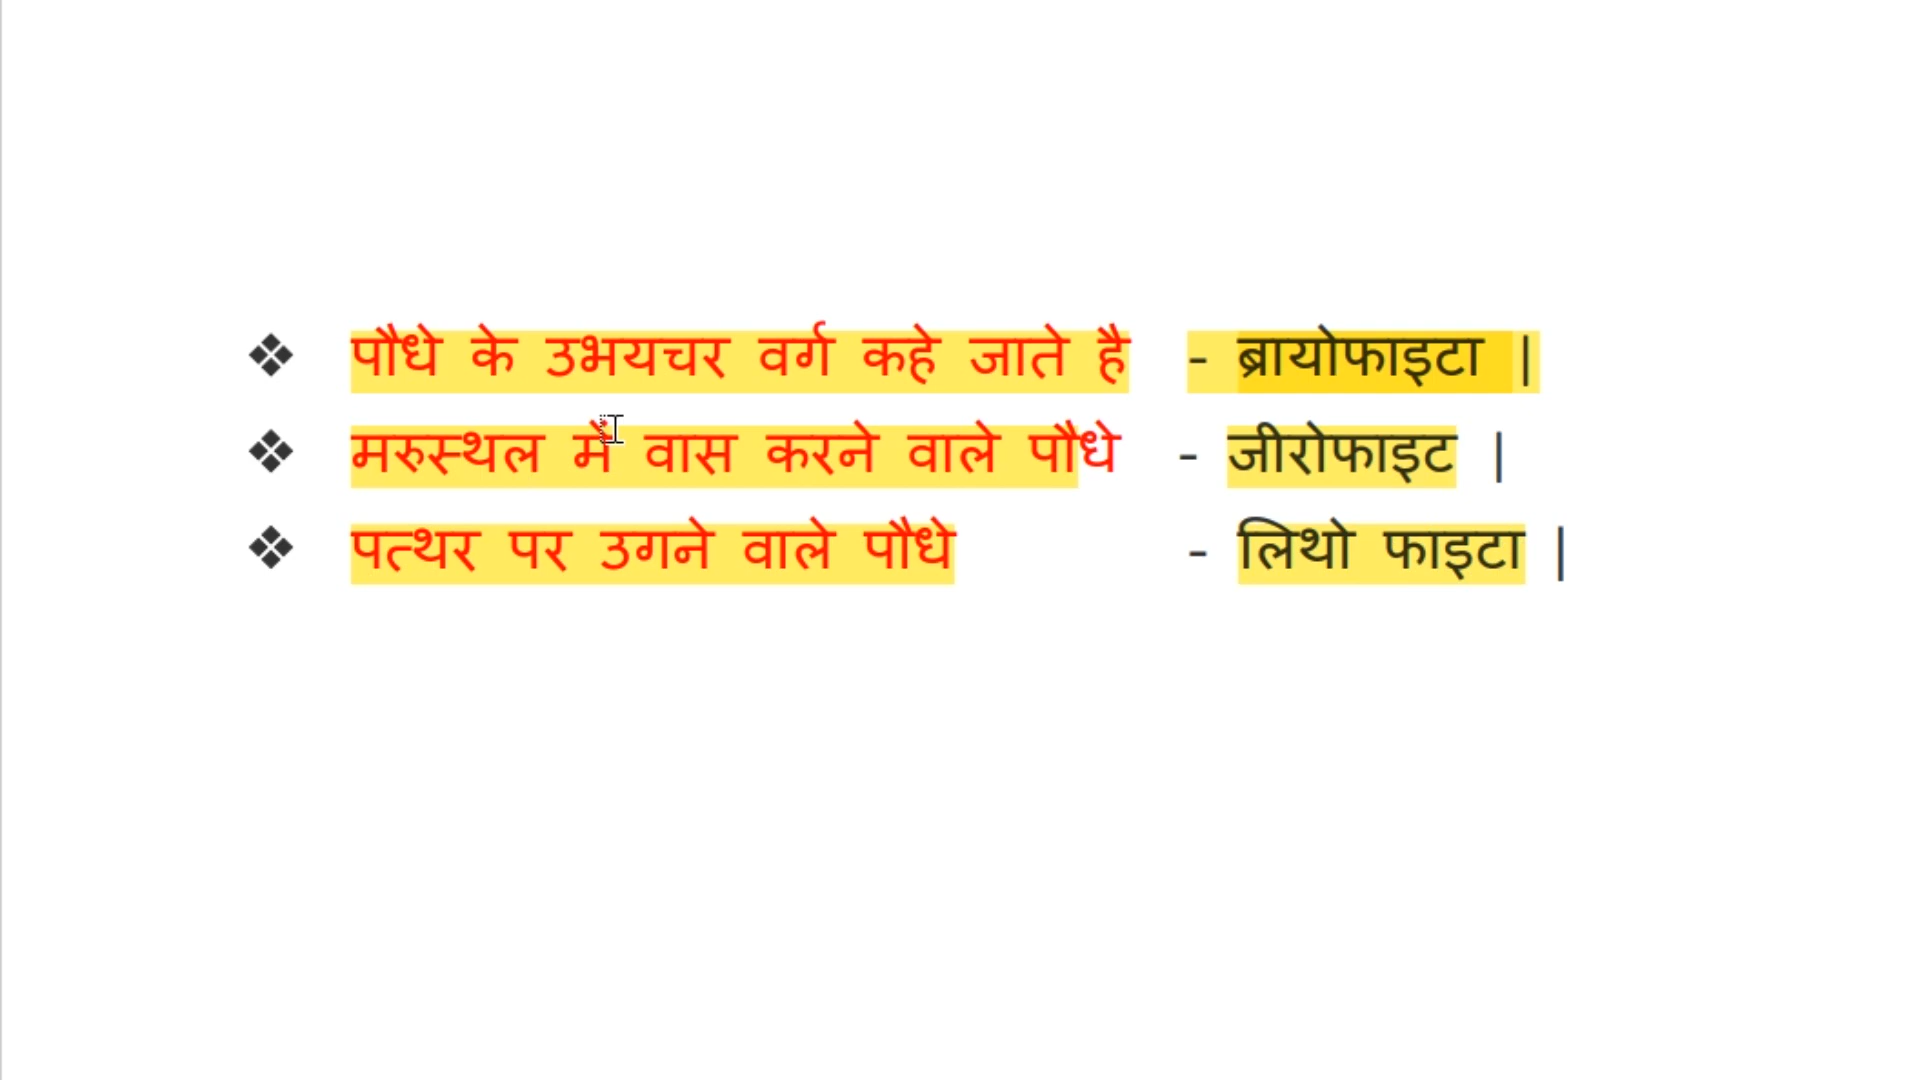 ❖ पौधे के उभयचर वर्ग कहे जाते है - ब्रायोफाइटा |
❖ मरुस्थल में वास करने वाले पौधे - जीरोफाइट |
❖ पत्थर पर उगने वाले पौधे - लिथो फाइटा |